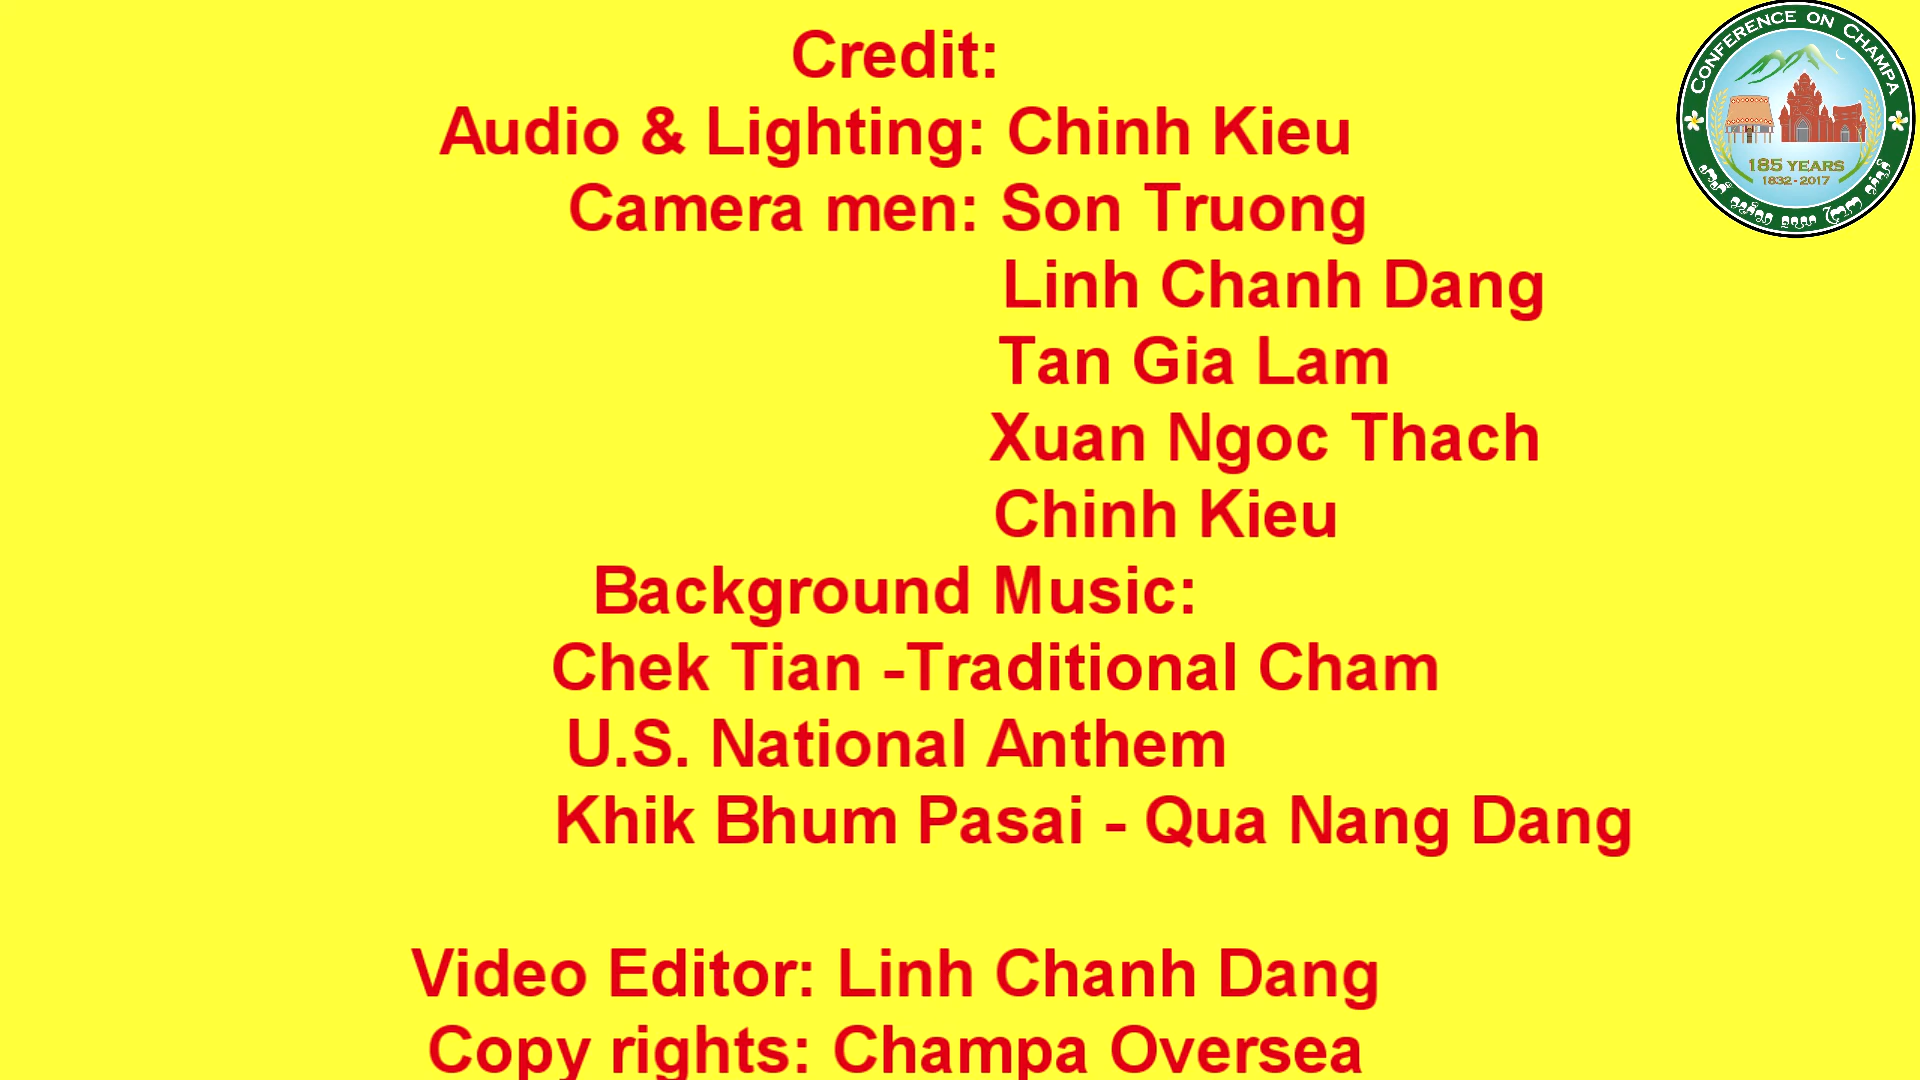 Credit:
Audio & Lighting: Chinh Kieu
Camera men: Son Truong
Linh Chanh Dang
Tan Gia Lam
Xuan Ngoc Thach
Chinh Kieu
Background Music:
Chek Tian -Traditional Cham
U.S. National Anthem
Khik Bhum Pasai - Qua Nang Dang
Video Editor: Linh Chanh Dang
Copy rights: Champa Oversea
CONFERENCE ON CHAMPA
185 YEARS
1832-2017